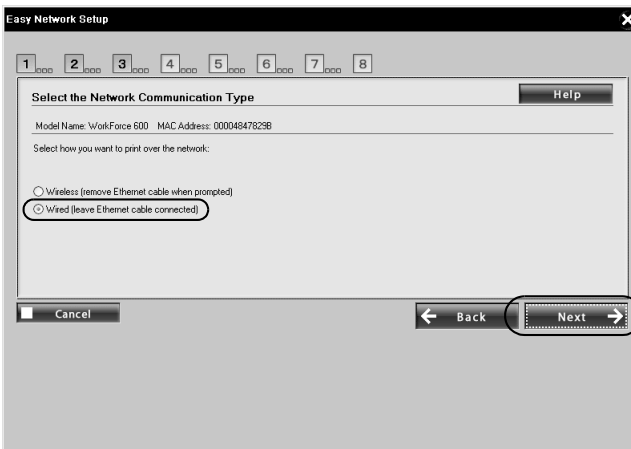 Easy Network Setup
1 2 3 4 5 6 7 8
Select the Network Communication Type
Help
Model Name: WorkForce 600 MAC Address: 00004847829B
Select how you want to print over the network:
Wireless (remove Ethernet cable when prompted)
Wired (leave Ethernet cable connected)
Cancel
Back
Next